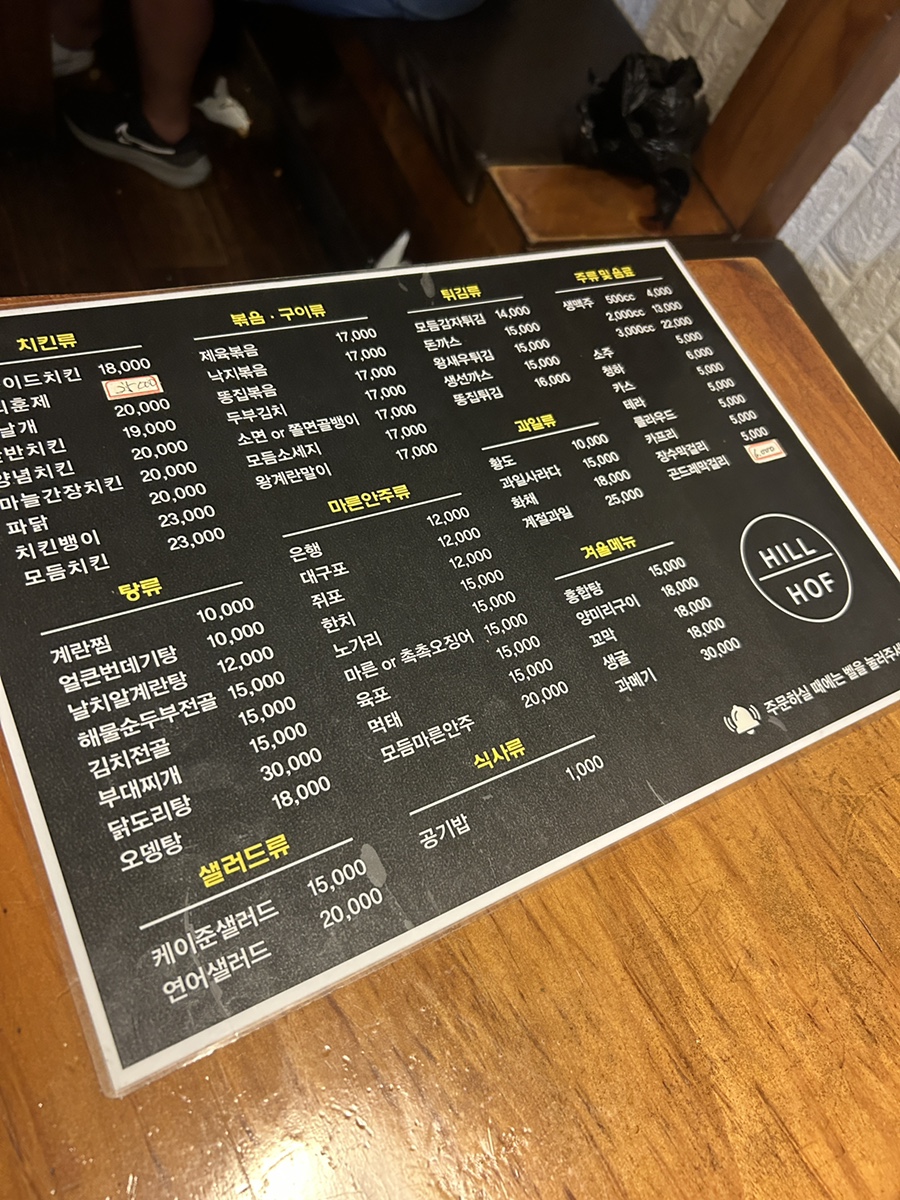 치킨류
이드치킨 18,000
훈제
날개 20,000
반반치킨 19,000
양념치킨 20,000
마늘간장치킨 20,000
파닭 20,000
치킨뱅이 23,000
모듬치킨 23,000
탕류
계란찜 10,000
얼큰번데기탕 10,000
날치알계란탕 12,000
해물순두부전골 15,000
김치전골 15,000
부대찌개 15,000
닭도리탕 30,000
오뎅탕 18,000
샐러드류
케이준샐러드 15,000
연어샐러드 20,000
볶음·구이류
제육볶음 17,000
낙지볶음 17,000
똥집볶음 17,000
두부김치 17,000
소면 or 쫄면골뱅이 17,000
모듬소세지 17,000
왕계란말이 17,000
마른안주류
은행 12,000
대구포 12,000
쥐포 12,000
한치 15,000
노가리 15,000
마른 or 촉촉오징어 15,000
육포 15,000
먹태 15,000
모듬마른안주 20,000
식사류
공기밥 1,000
튀김류
모듬감자튀김 14,000
돈까스 15,000
왕새우튀김 15,000
생선까스 15,000
똥집튀김 16,000
과일류
황도 10,000
과일사라다 15,000
화채 18,000
계절과일 25,000
겨울메뉴
홍합탕 15,000
양미리구이 18,000
꼬막 18,000
생굴 18,000
과메기 30,000
주류 및 음료
생맥주 500cc 4,000
2,000cc 13,000
3,000cc 22,000
소주 5,000
청하 6,000
카스 5,000
테라 5,000
클라우드 5,000
카프리 5,000
장수막걸리 5,000
곤드레막걸리 6,000
HILL
HOF
주문하실 때에는 벨을 눌러주세